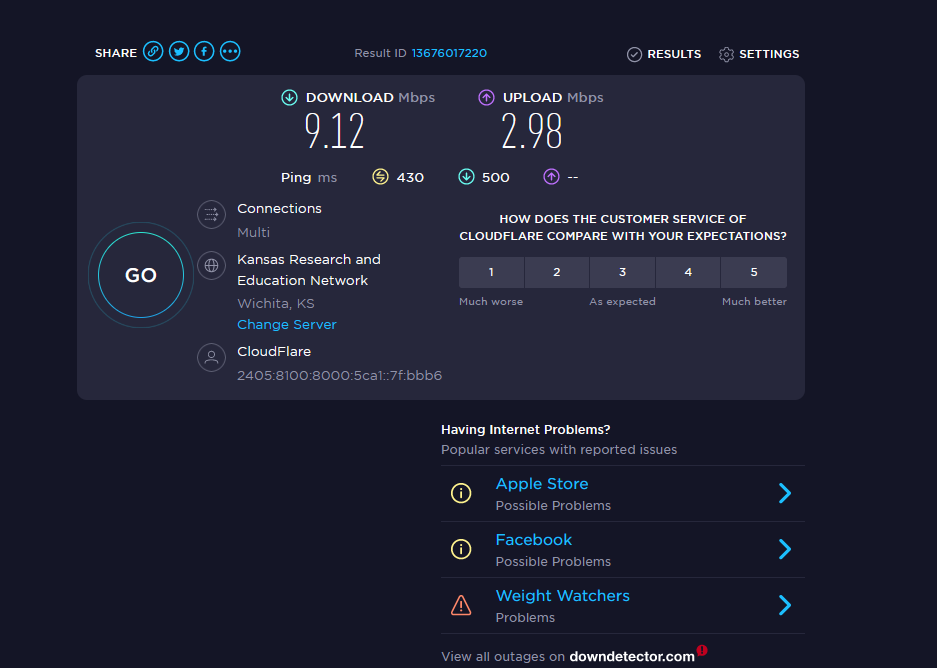 SHARE
Result ID 13676017220
RESULTS
SETTINGS
DOWNLOAD Mbps
9.12
UPLOAD Mbps
2.98
Ping ms
430
500
--
GO
Connections
Multi
Kansas Research and
Education Network
Wichita, KS
Change Server
CloudFlare
2405:8100:8000:5ca1::7f:bbb6
HOW DOES THE CUSTOMER SERVICE OF
CLOUDFLARE COMPARE WITH YOUR EXPECTATIONS?
1 2 3 4 5
Much worse As expected Much better
Having Internet Problems?
Popular services with reported issues
Apple Store
Possible Problems
Facebook
Possible Problems
Weight Watchers
Problems
View all outages on downdetector.com